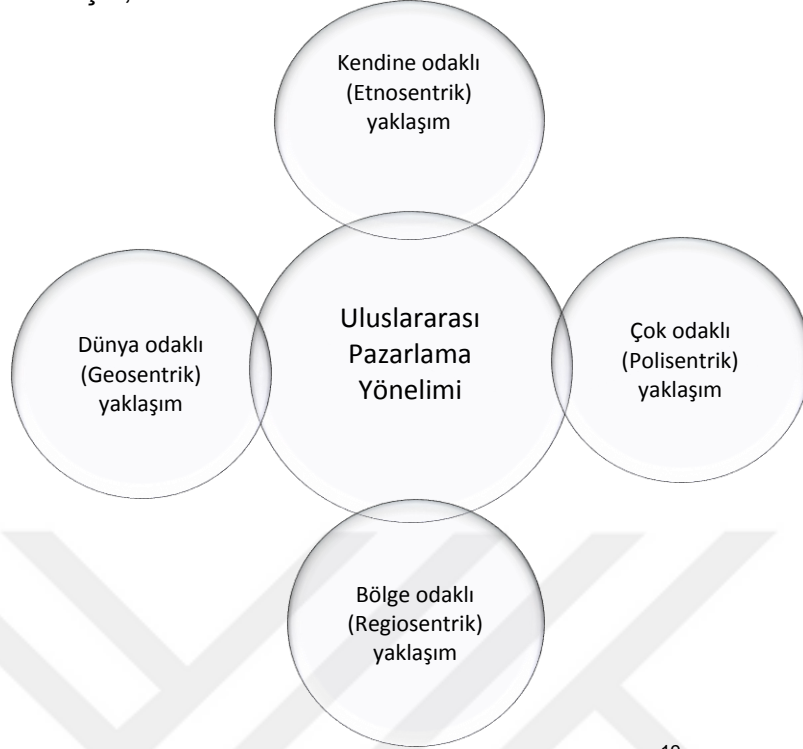 Kendine odaklı
(Etnosentrik)
yaklaşım
Uluslararası
Pazarlama
Yönelimi
Dünya odaklı
(Geosentrik)
yaklaşım
Çok odaklı
(Polisentrik)
yaklaşım
Bölge odaklı
(Regiosentrik)
yaklaşım